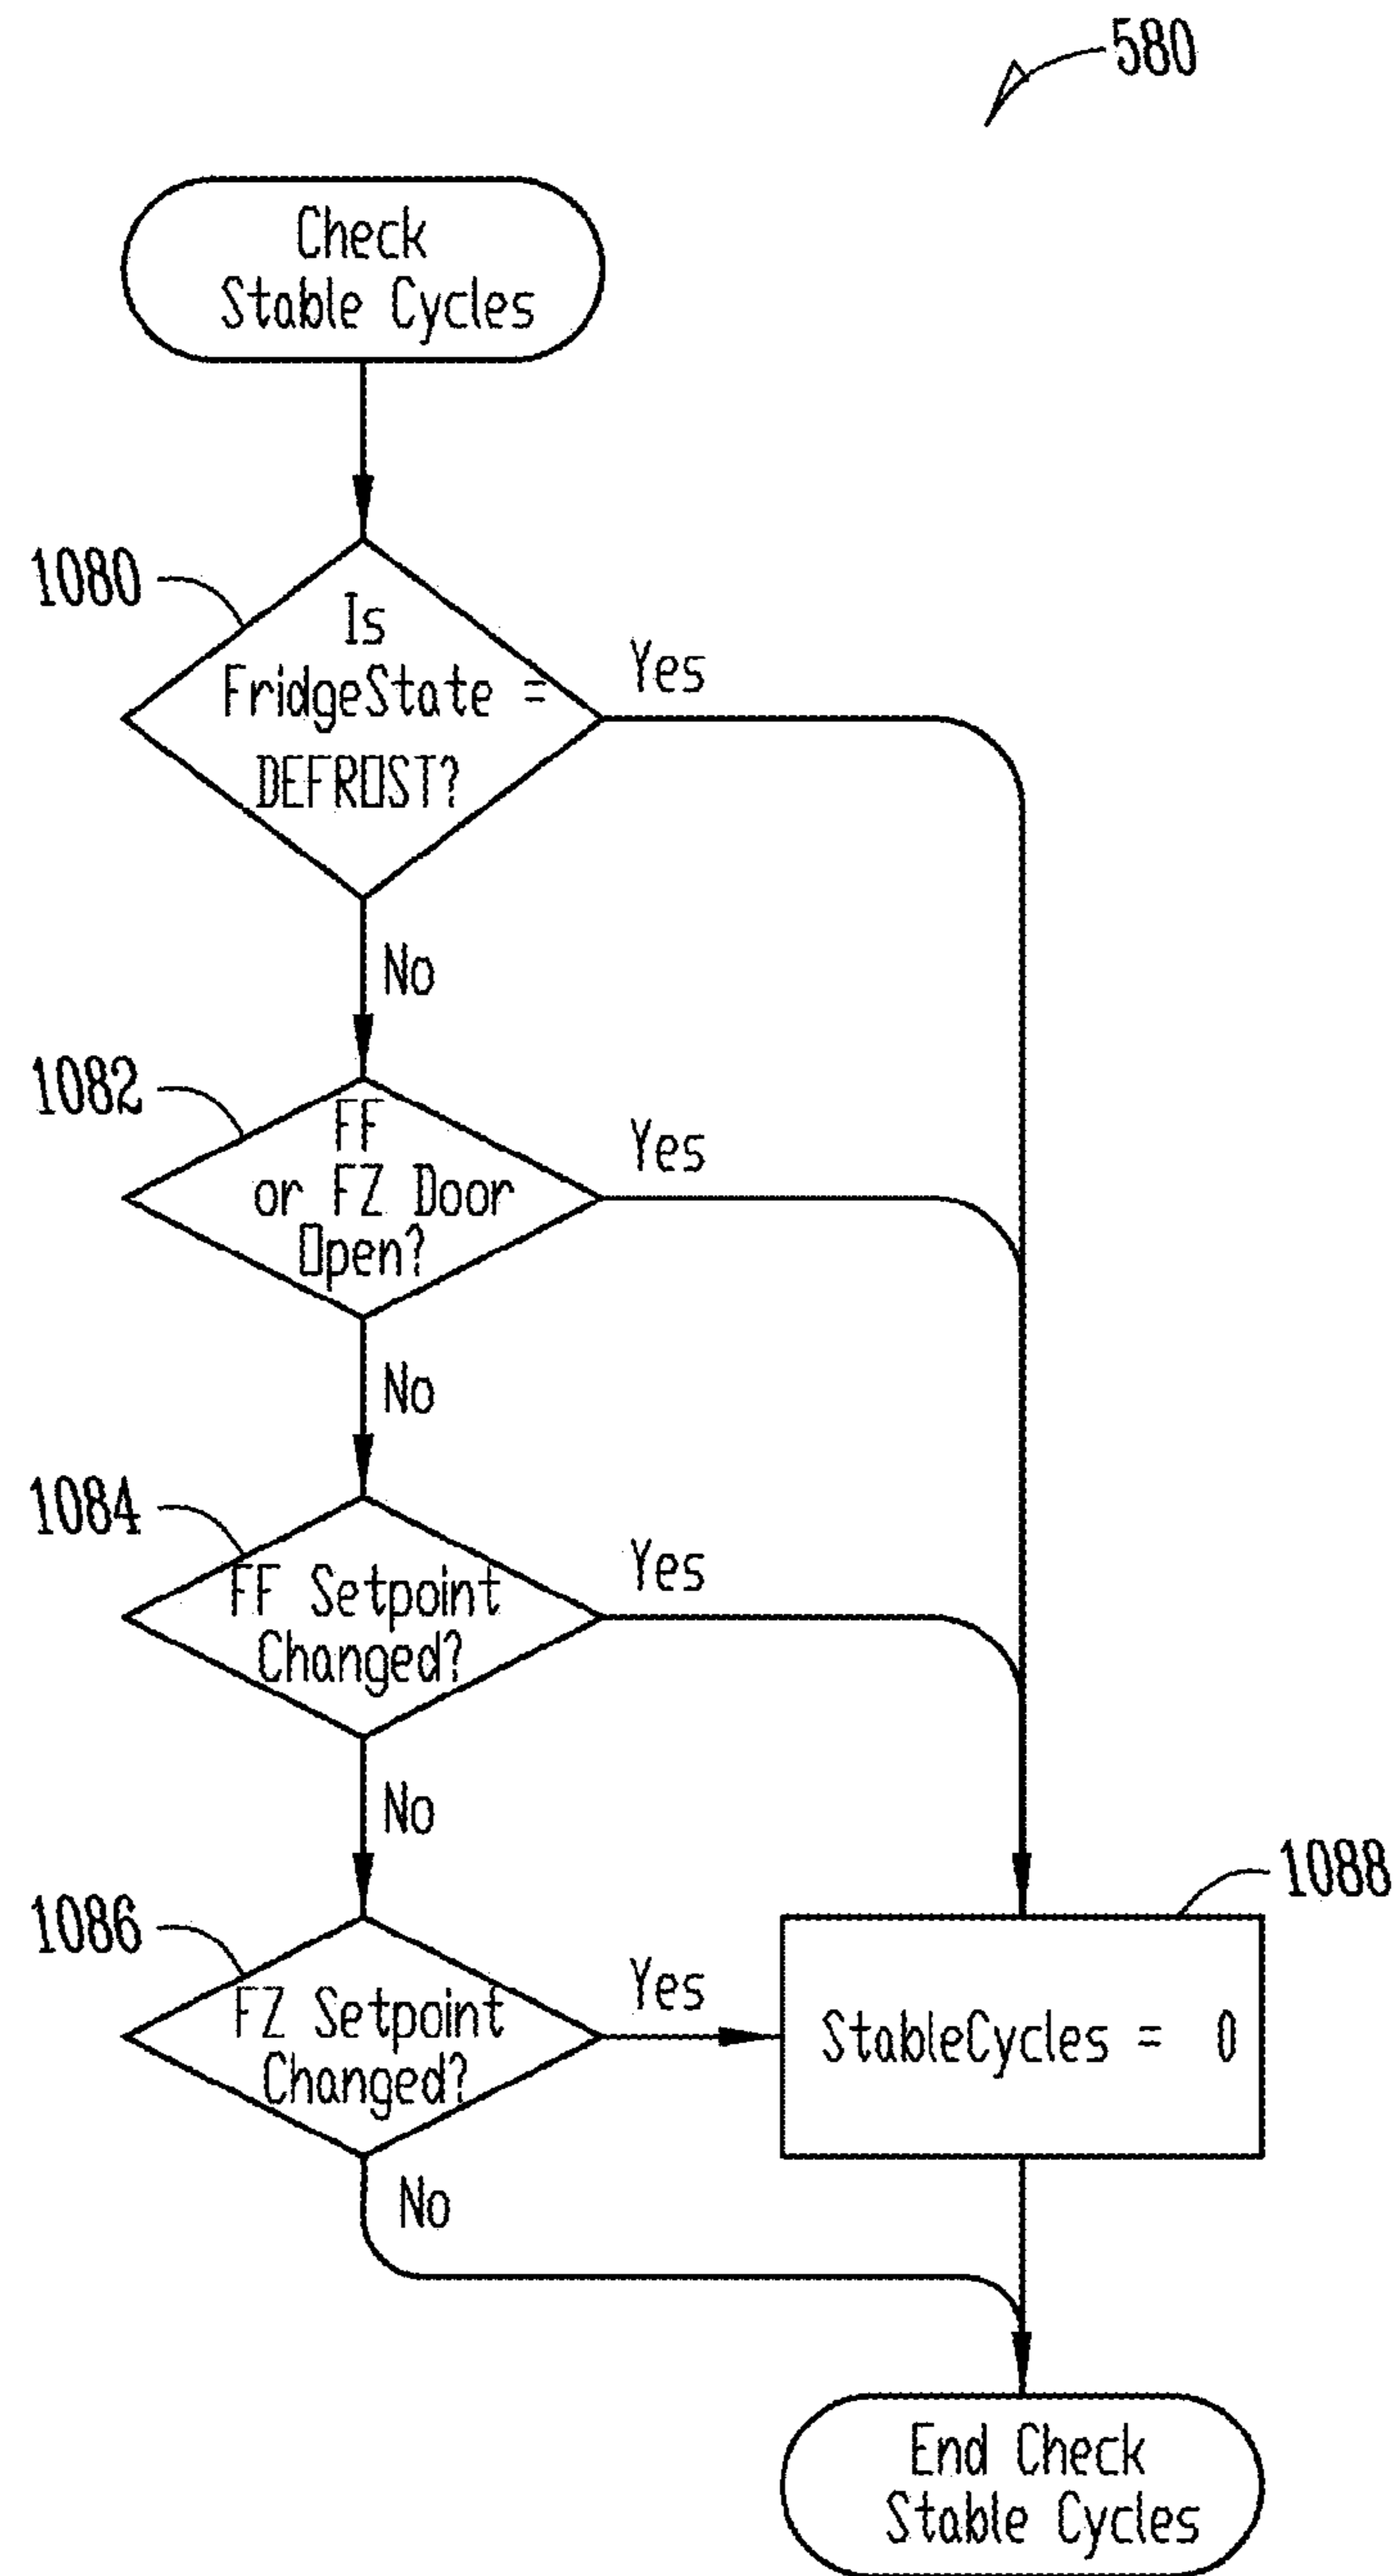 580
Check
Stable Cycles
1080
Is
FridgeState =
DEFROST?
Yes
No
1082
FF
or FZ Door
Open?
Yes
No
1084
FF Setpoint
Changed?
Yes
No
1086
FZ Setpoint
Changed?
Yes
No
1088
StableCycles = 0
End Check
Stable Cycles